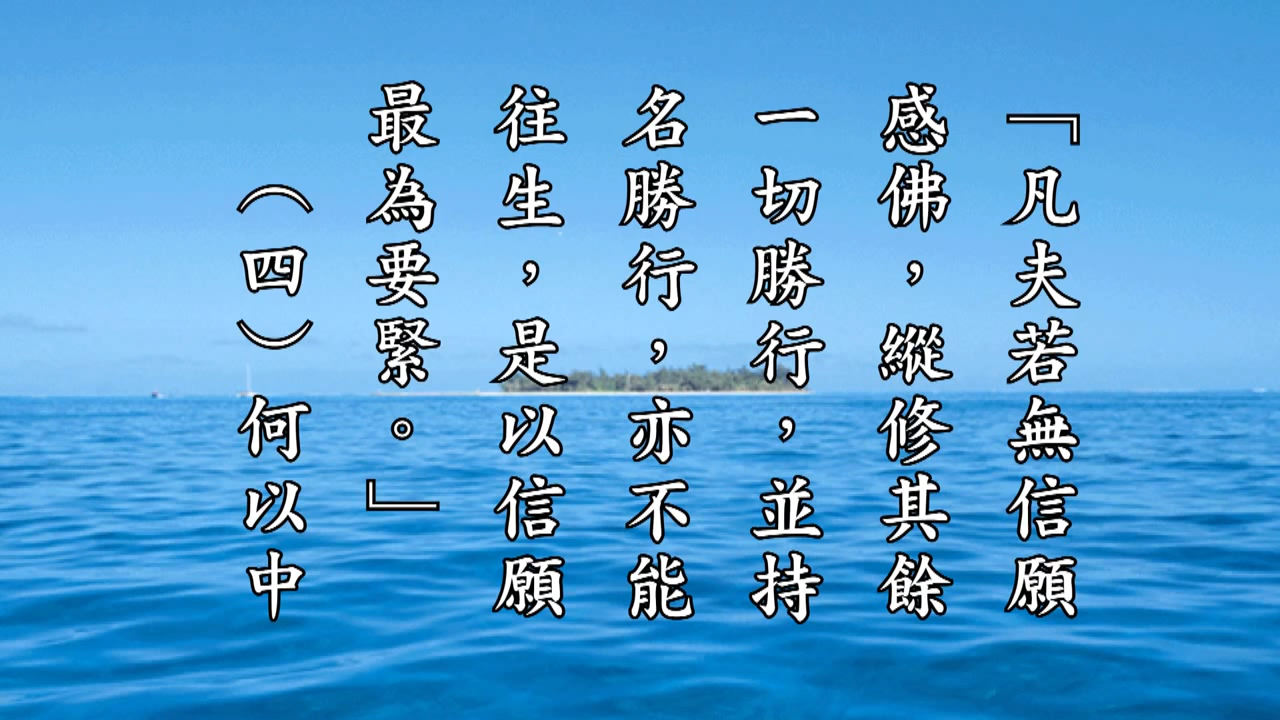 『凡夫若無信願
感佛，縱修其餘
一切勝行，並持
名勝行，亦不能
往生，是以信願
最為要緊。』
（四）何以中